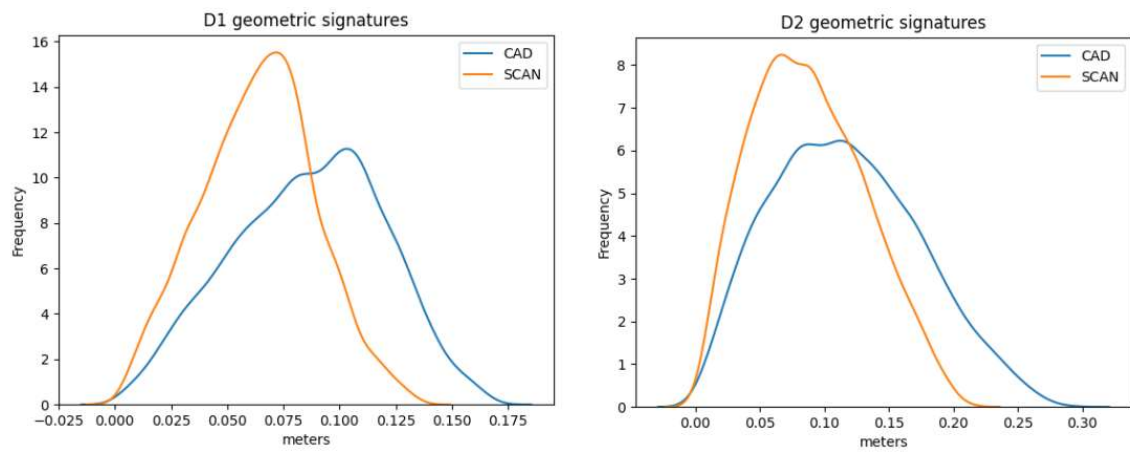 D1 geometric signatures
16
14
12
10
8
6
4
2
0
Frequency
−0.025 0.000 0.025 0.050 0.075 0.100 0.125 0.150 0.175
meters
CAD
SCAN
D2 geometric signatures
8
7
6
5
4
3
2
1
0
Frequency
0.00 0.05 0.10 0.15 0.20 0.25 0.30
meters
CAD
SCAN